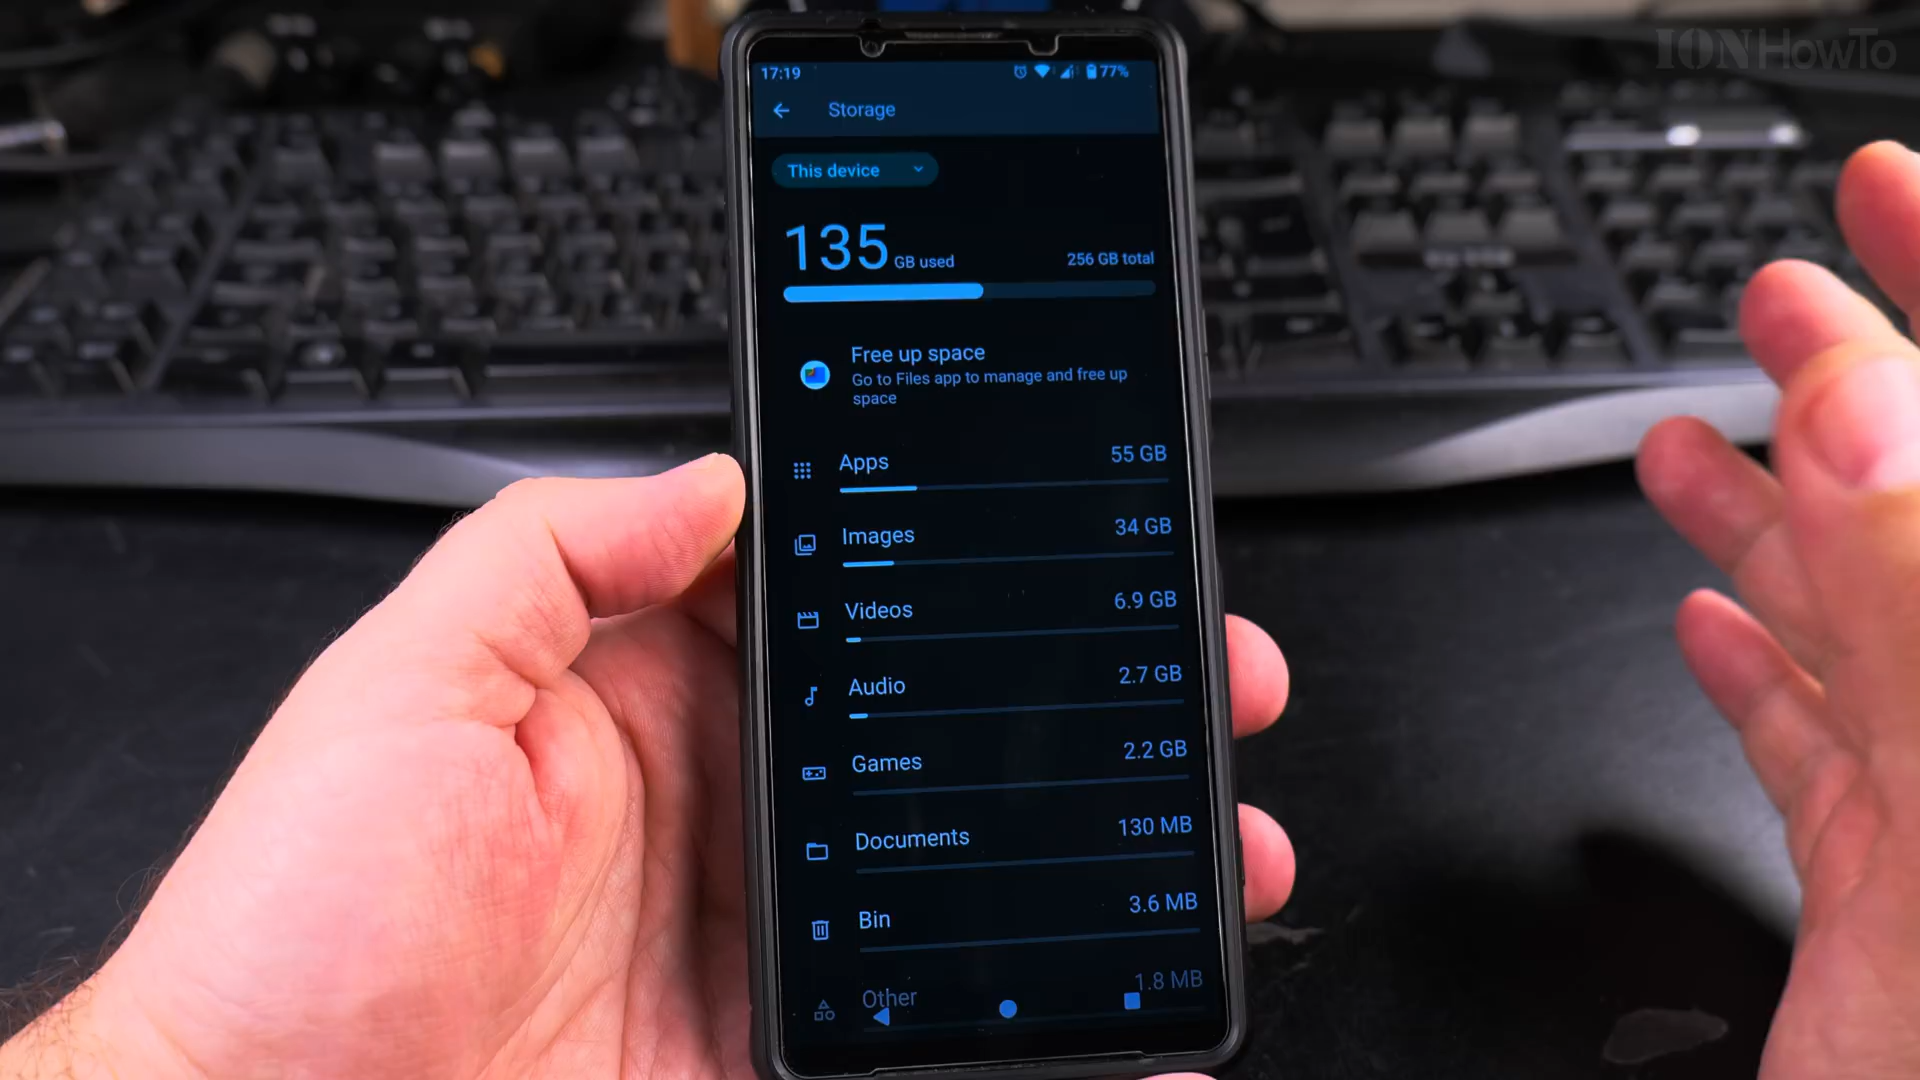 IONHowTo
17:19 77%
Storage
This device
135 GB used 256 GB total
Free up space
Go to Files app to manage and free up
space
Apps 55 GB
Images 34 GB
Videos 6.9 GB
Audio 2.7 GB
Games 2.2 GB
Documents 130 MB
Bin 3.6 MB
Other 1.8 MB